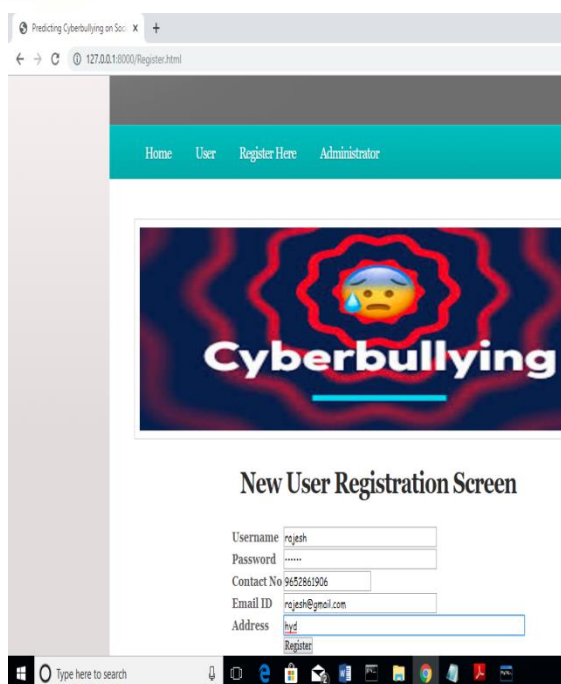 Predicting Cyberbullying on Soc
127.0.0.1:8000/Register.html
Home User Register Here Administrator
Cyberbullying
New User Registration Screen
Username rajesh
Password ······
Contact No 9652861906
Email ID rajesh@gmail.com
Address hyd
Register
Type here to search